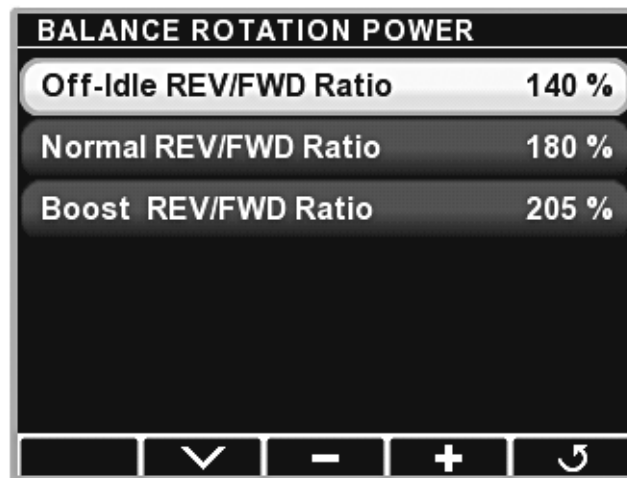 BALANCE ROTATION POWER
Off-Idle REV/FWD Ratio 140 %
Normal REV/FWD Ratio 180 %
Boost REV/FWD Ratio 205 %